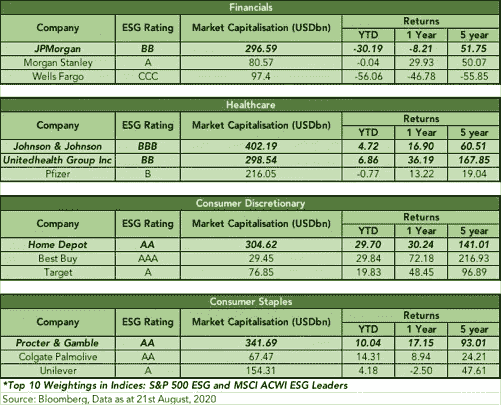 Financials
Company ESG Rating Market Capitalisation (USDbn) Returns
YTD 1 Year 5 year
JPMorgan BB 296.59 -30.19 -8.21 51.75
Morgan Stanley A 80.57 -0.04 29.93 50.07
Wells Fargo CCC 97.4 -56.06 -46.78 -55.85
Healthcare
Company ESG Rating Market Capitalisation (USDbn) Returns
YTD 1 Year 5 year
Johnson & Johnson BBB 402.19 4.72 16.90 60.51
Unitedhealth Group Inc BB 298.54 6.86 36.19 167.85
Pfizer B 216.05 -0.77 13.22 19.04
Consumer Discretionary
Company ESG Rating Market Capitalisation (USDbn) Returns
YTD 1 Year 5 year
Home Depot AA 304.62 29.70 30.24 141.01
Best Buy AAA 29.45 29.84 72.18 216.93
Target A 76.85 19.83 48.45 96.89
Consumer Staples
Company ESG Rating Market Capitalisation (USDbn) Returns
YTD 1 Year 5 year
Procter & Gamble AA 341.69 10.04 17.15 93.01
Colgate Palmolive AA 67.47 14.31 8.94 24.21
Unilever A 154.31 4.18 -2.50 47.61
*Top 10 Weightings in Indices: S&P 500 ESG and MSCI ACWI ESG Leaders
Source: Bloomberg, Data as at 21st August, 2020